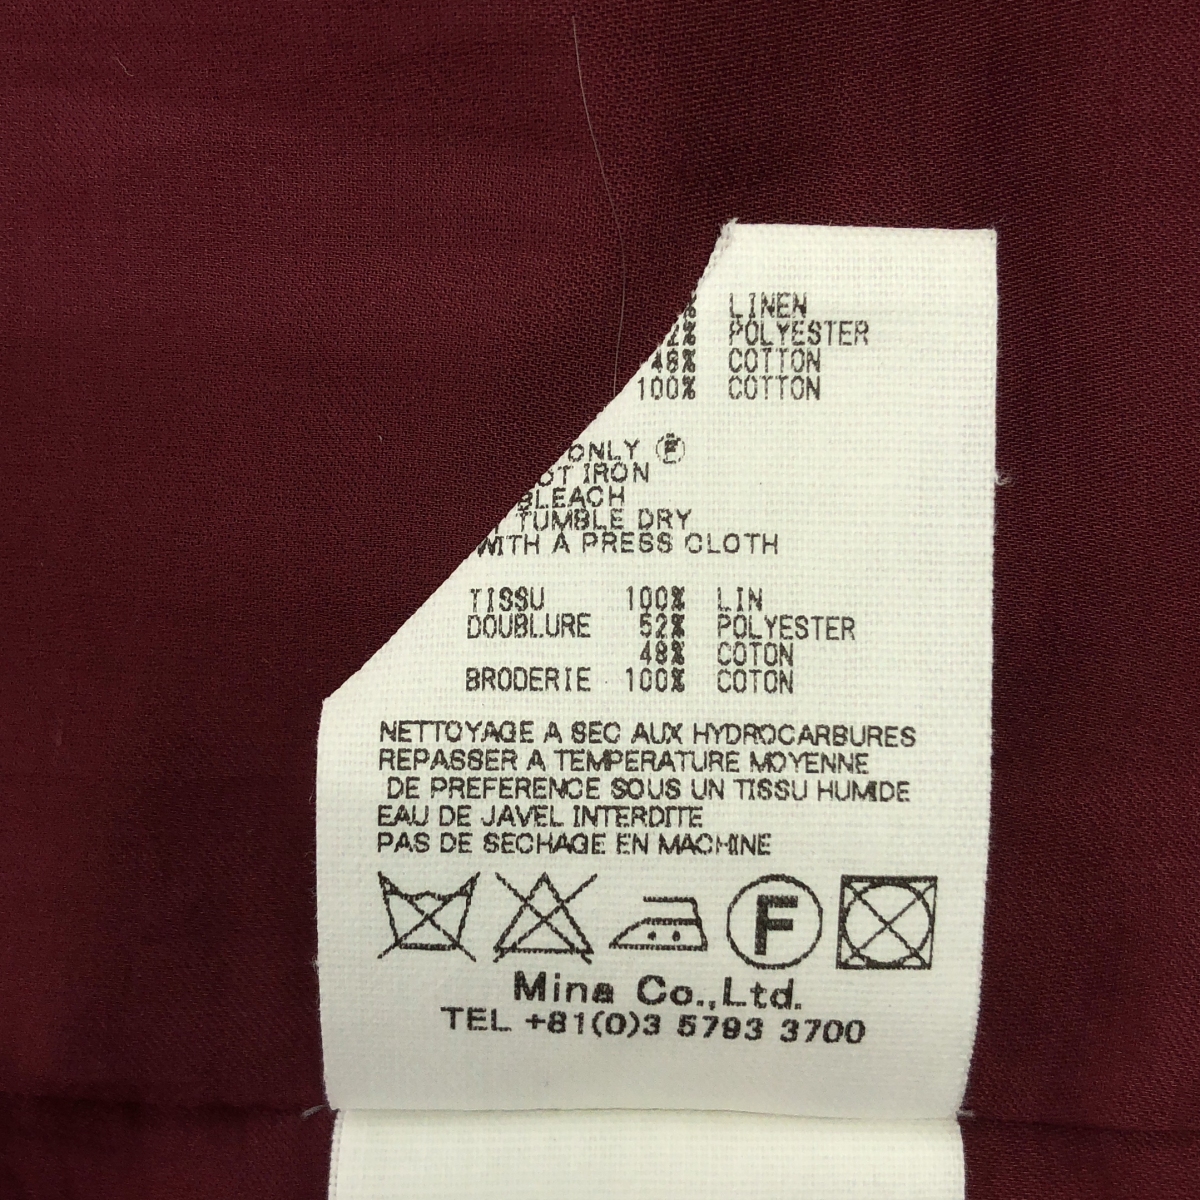 % LINEN
2% POLYESTER
48% COTTON
100% COTTON
ONLY F
OT IRON
BLEACH
TUMBLE DRY
WITH A PRESS CLOTH
TISSU 100% LIN
DOUBLURE 52% POLYESTER
48% COTON
BRODERIE 100% COTON
NETTOYAGE A SEC AUX HYDROCARBURES
REPASSER A TEMPERATURE MOYENNE
DE PREFERENCE SOUS UN TISSU HUMIDE
EAU DE JAVEL INTERDITE
PAS DE SECHAGE EN MACHINE
F
Mina Co.,Ltd.
TEL +81(0)3 5793 3700